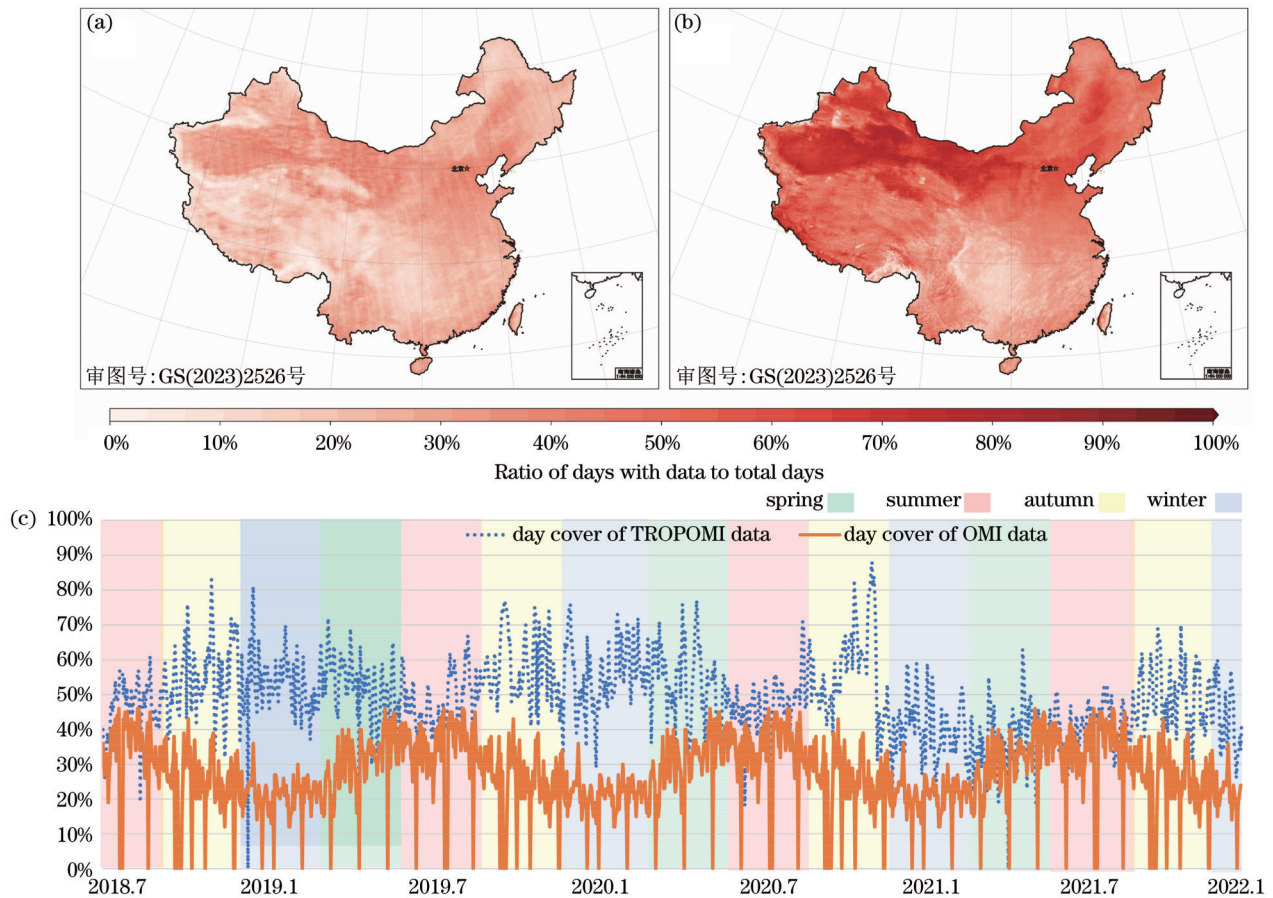 (a)
北京☆
审图号:GS(2023)2526号
(b)
北京☆
审图号:GS(2023)2526号
0% 10% 20% 30% 40% 50% 60% 70% 80% 90% 100%
Ratio of days with data to total days
spring summer autumn winter
(c)
day cover of TROPOMI data day cover of OMI data
100%
90%
80%
70%
60%
50%
40%
30%
20%
10%
0%
2018.7 2019.1 2019.7 2020.1 2020.7 2021.1 2021.7 2022.1